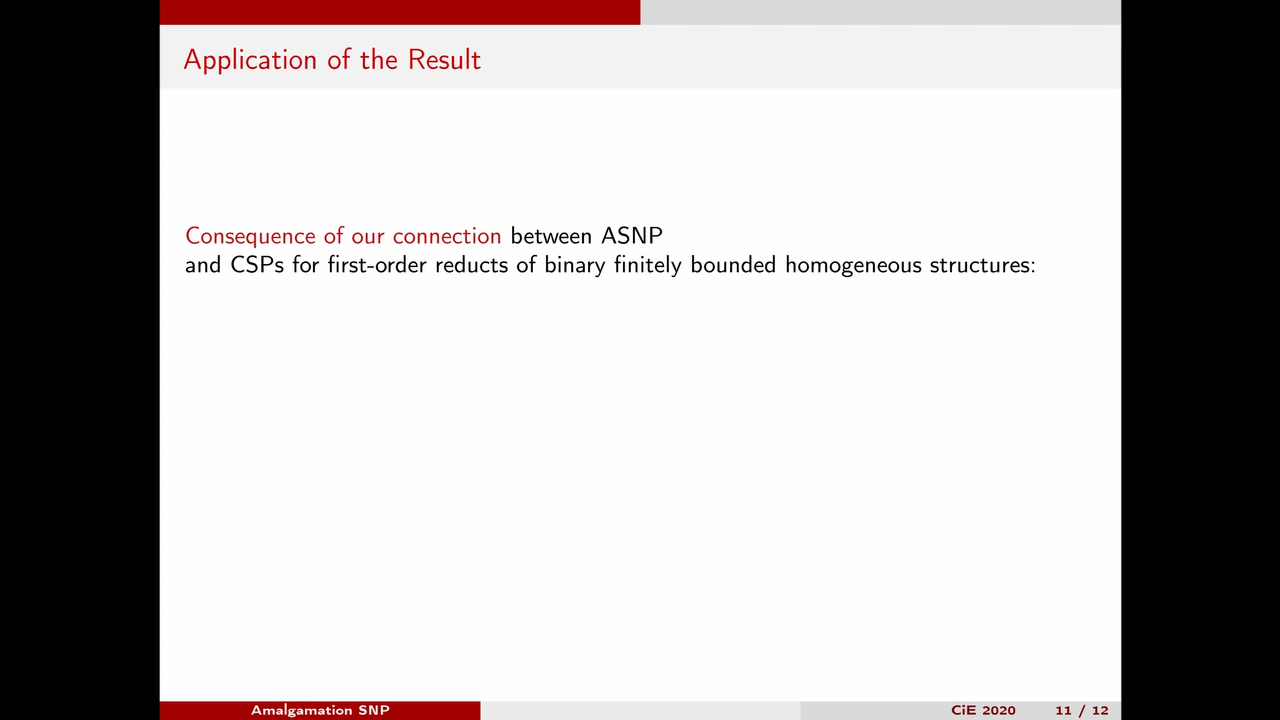 Application of the Result
Consequence of our connection between ASNP
and CSPs for first-order reducts of binary finitely bounded homogeneous structures:
Amalgamation SNP
CiE 2020
11 / 12